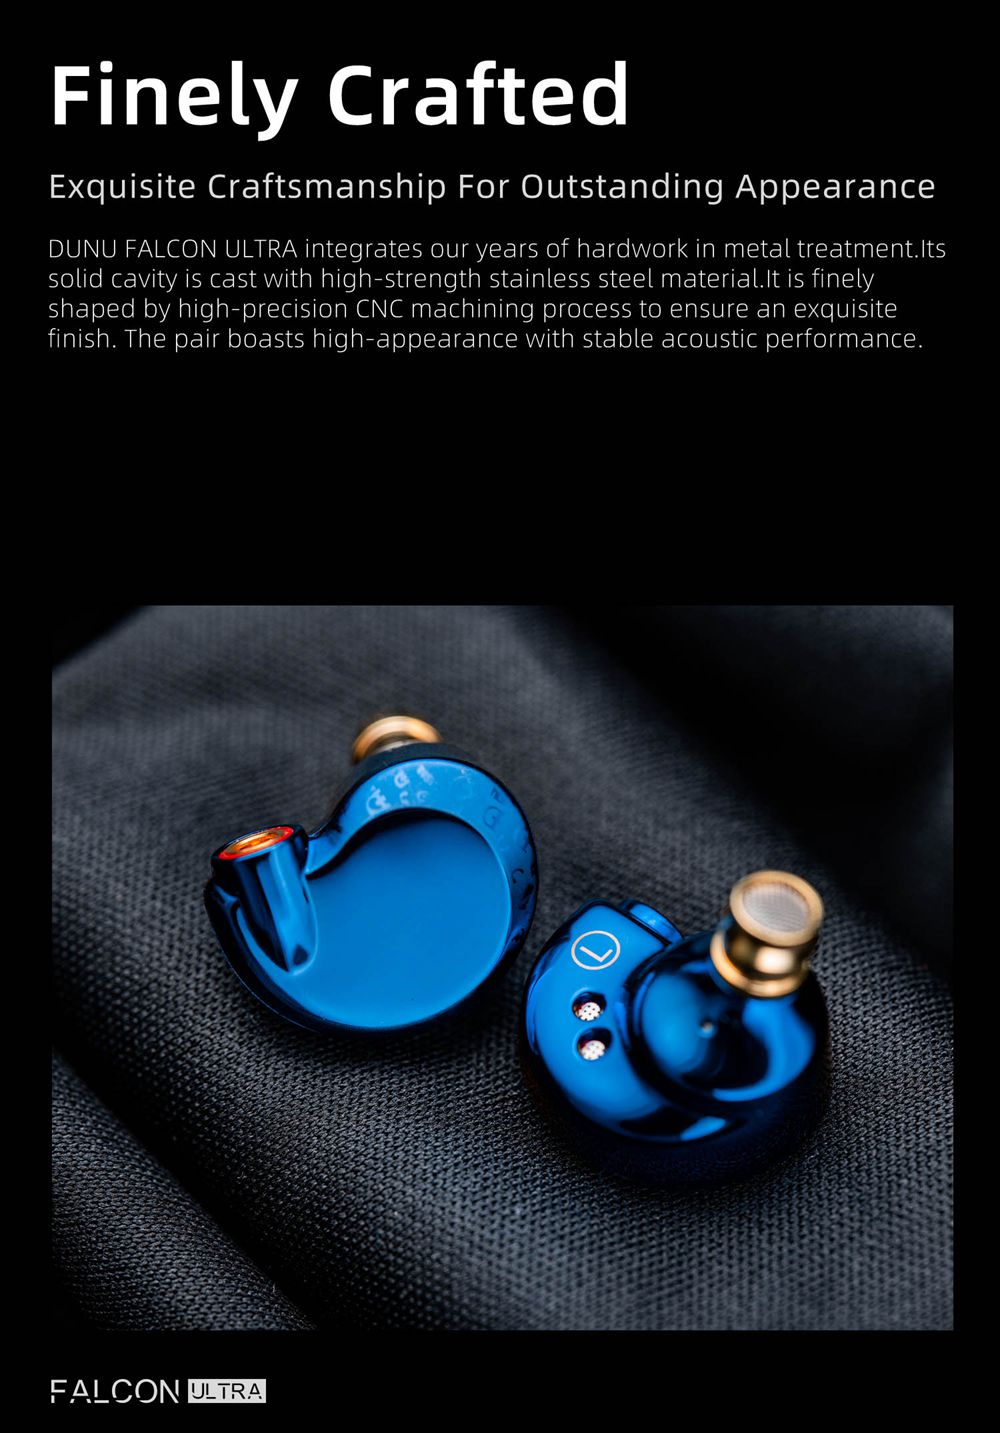 Finely Crafted
Exquisite Craftsmanship For Outstanding Appearance
DUNU FALCON ULTRA integrates our years of hardwork in metal treatment.Its
solid cavity is cast with high-strength stainless steel material.It is finely
shaped by high-precision CNC machining process to ensure an exquisite
finish. The pair boasts high-appearance with stable acoustic performance.
L
FALCON ULTRA